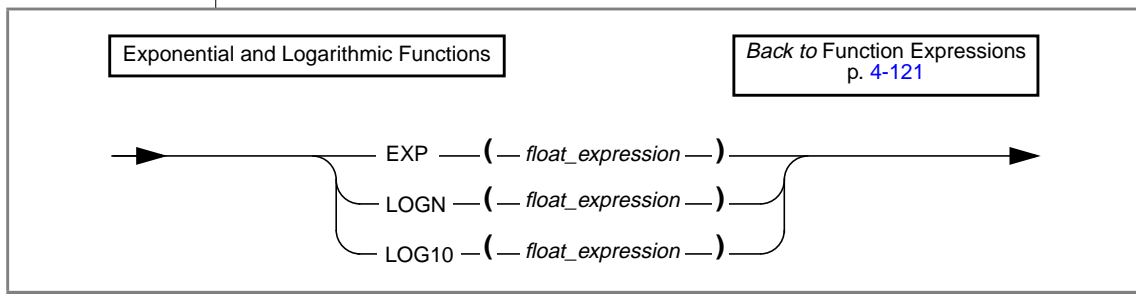 Exponential and Logarithmic Functions
Back to Function Expressions
p. 4-121
EXP ( float_expression )
LOGN ( float_expression )
LOG10 ( float_expression )